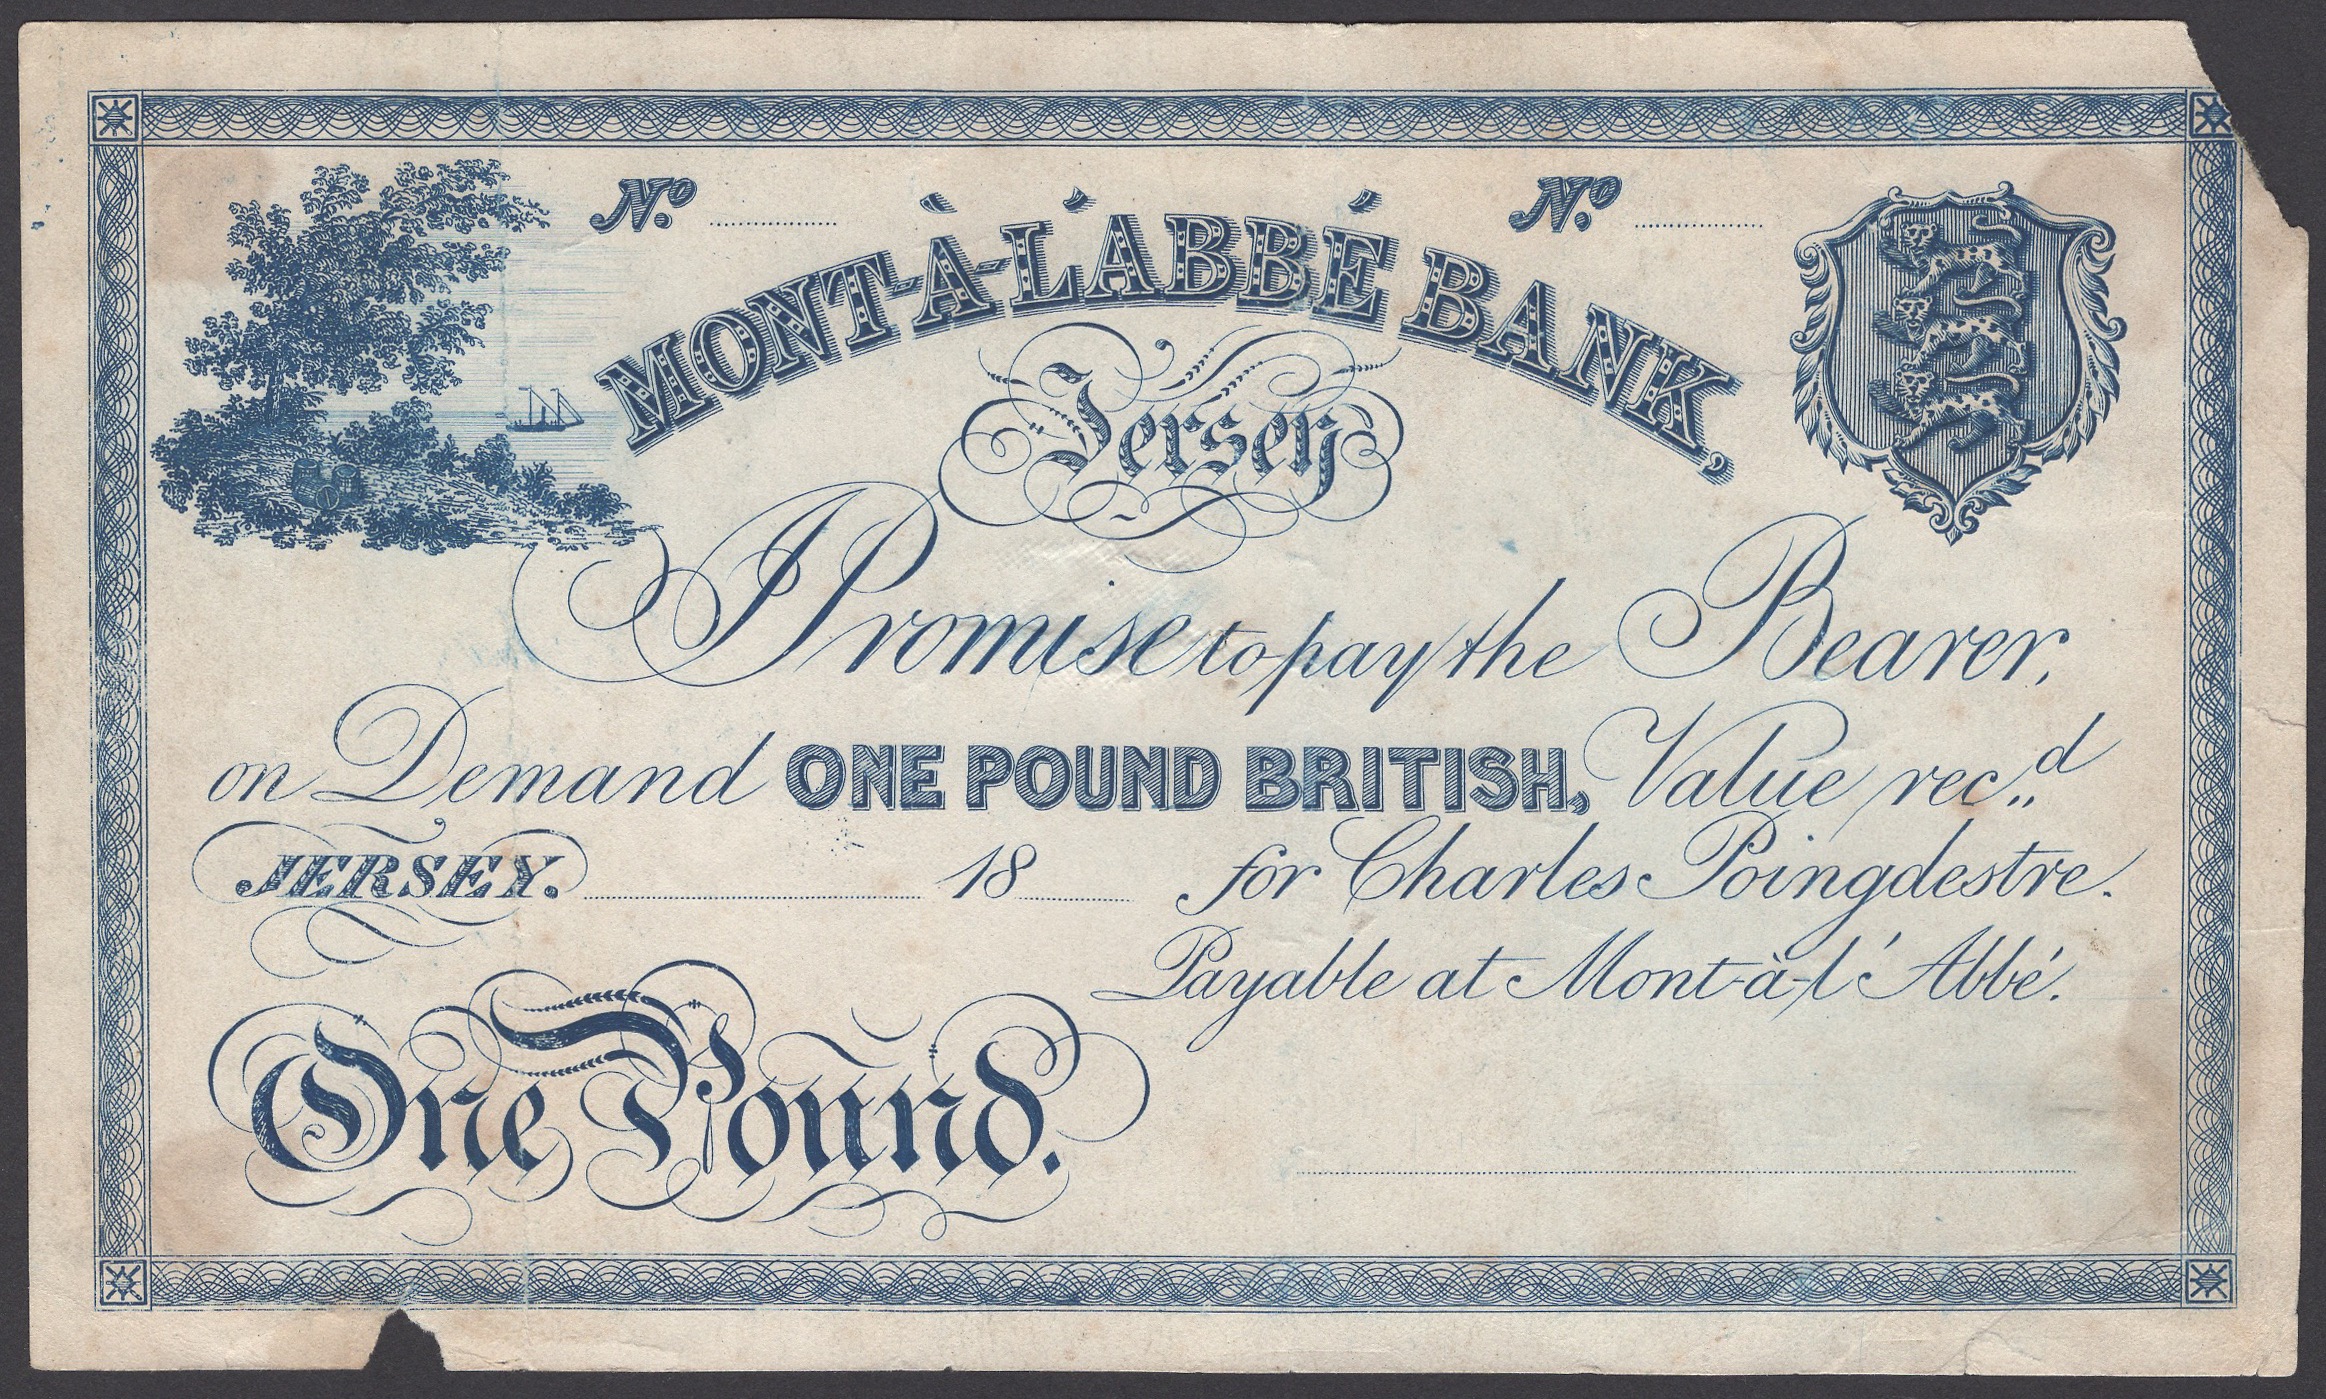 No. No.
MONT-À-L'ABBÉ BANK,
Jersey
I Promise to pay the Bearer,
on Demand ONE POUND BRITISH, Value rec.d
JERSEY. 18 for Charles Poingdestre.
Payable at Mont-à-l'Abbé.
One Pound.